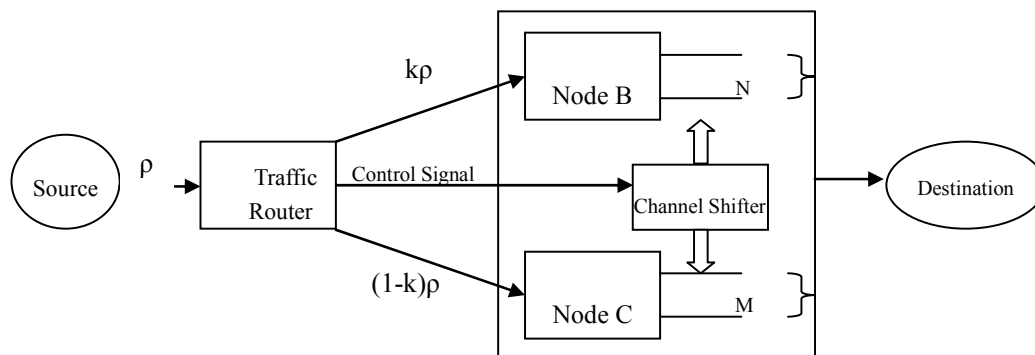 kρ
Node B
N
Source
ρ
Traffic
Router
Control Signal
Channel Shifter
Destination
(1-k)ρ
Node C
M